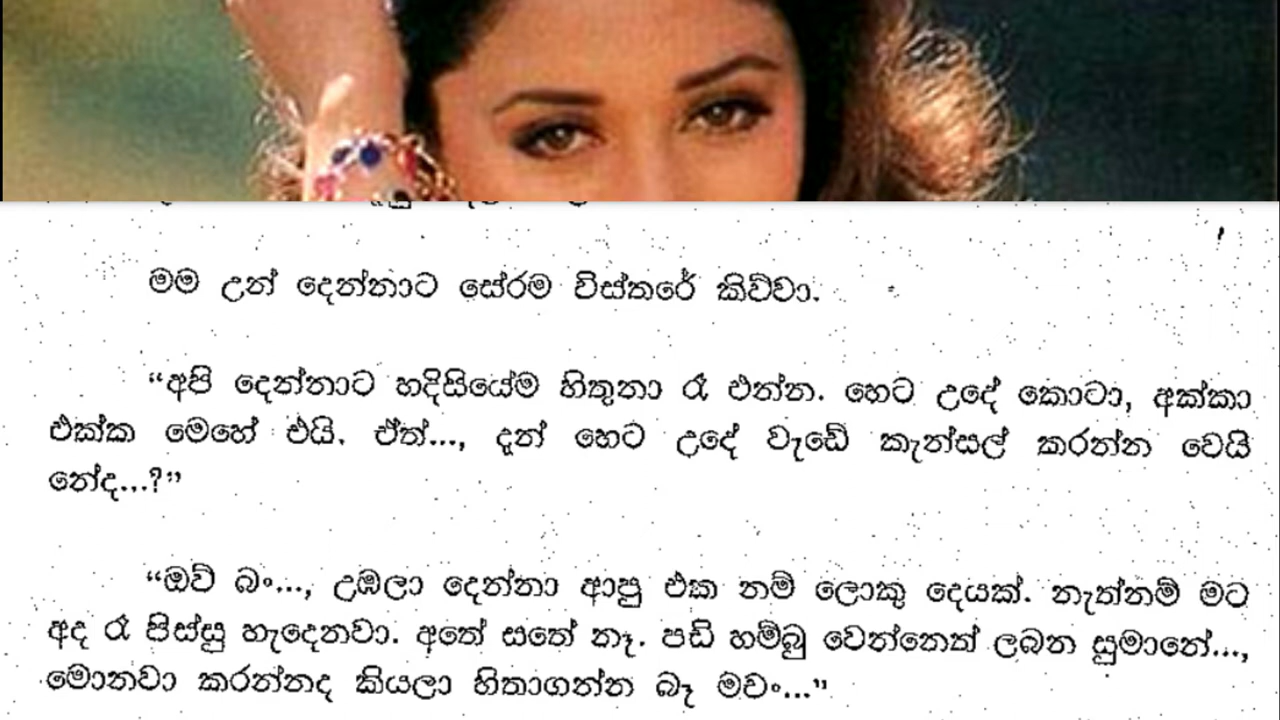 මම උන් දෙන්නාට සේරම විස්තරේ කිව්වා.
“අපි දෙන්නාට හදිසියේම හිතුනා රෑ එන්න. හෙට උදේ කොටා, අක්කා
එක්ක මෙහේ එයි. ඒත්..., දැන් හෙට උදේ වැඩේ කැන්සල් කරන්න වෙයි
නේද...?”
“ඔව් බං..., උඹලා දෙන්නා ආපු එක නම් ලොකු දෙයක්. නැත්නම් මට
අද රෑ පිස්සු හැදෙනවා. අතේ සතේ නෑ. පඩි හම්බු වෙන්නෙත් ලබන සුමානේ...,
මොනවා කරන්නද කියලා හිතාගන්න බෑ මචං...”